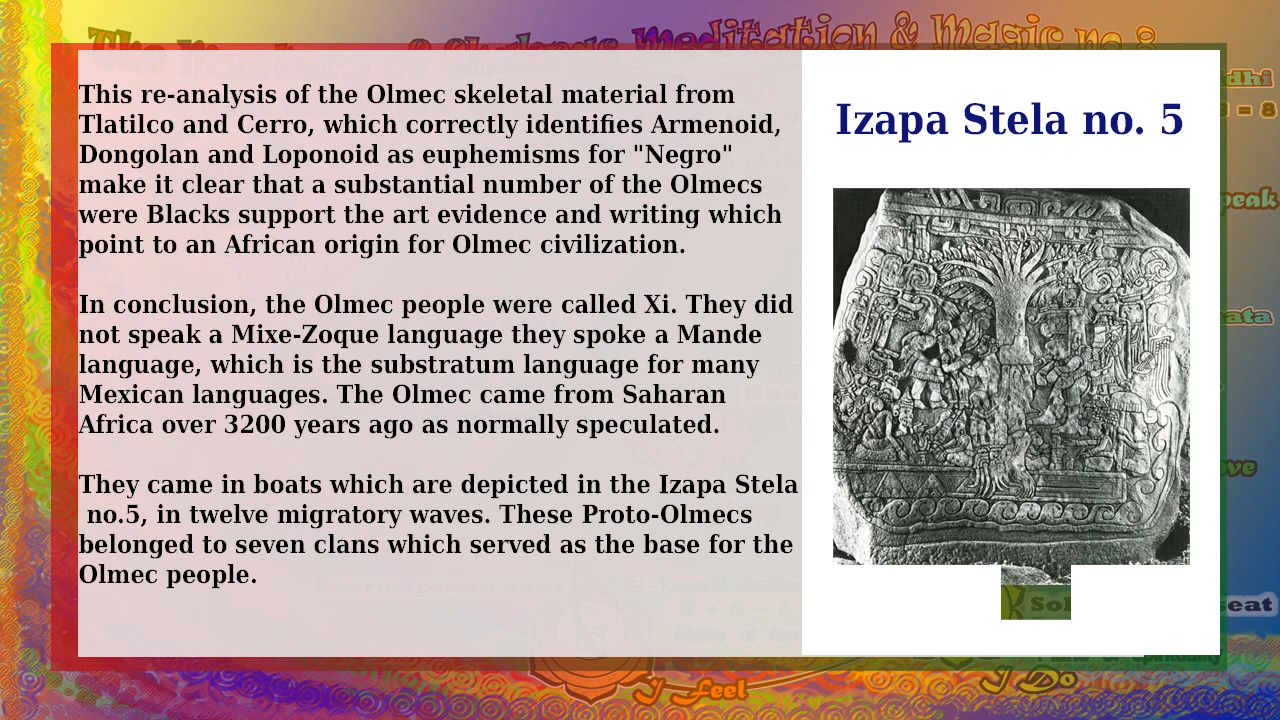 The
& Chakras Meditation & Magic no.8
This re-analysis of the Olmec skeletal material from
Tlatilco and Cerro, which correctly identifies Armenoid,
Dongolan and Loponoid as euphemisms for "Negro"
make it clear that a substantial number of the Olmecs
were Blacks support the art evidence and writing which
point to an African origin for Olmec civilization.
In conclusion, the Olmec people were called Xi. They did
not speak a Mixe-Zoque language they spoke a Mande
language, which is the substratum language for many
Mexican languages. The Olmec came from Saharan
Africa over 3200 years ago as normally speculated.
They came in boats which are depicted in the Izapa Stela
no.5, in twelve migratory waves. These Proto-Olmecs
belonged to seven clans which served as the base for the
Olmec people.
Izapa Stela no. 5
= 8
I feel
I Do